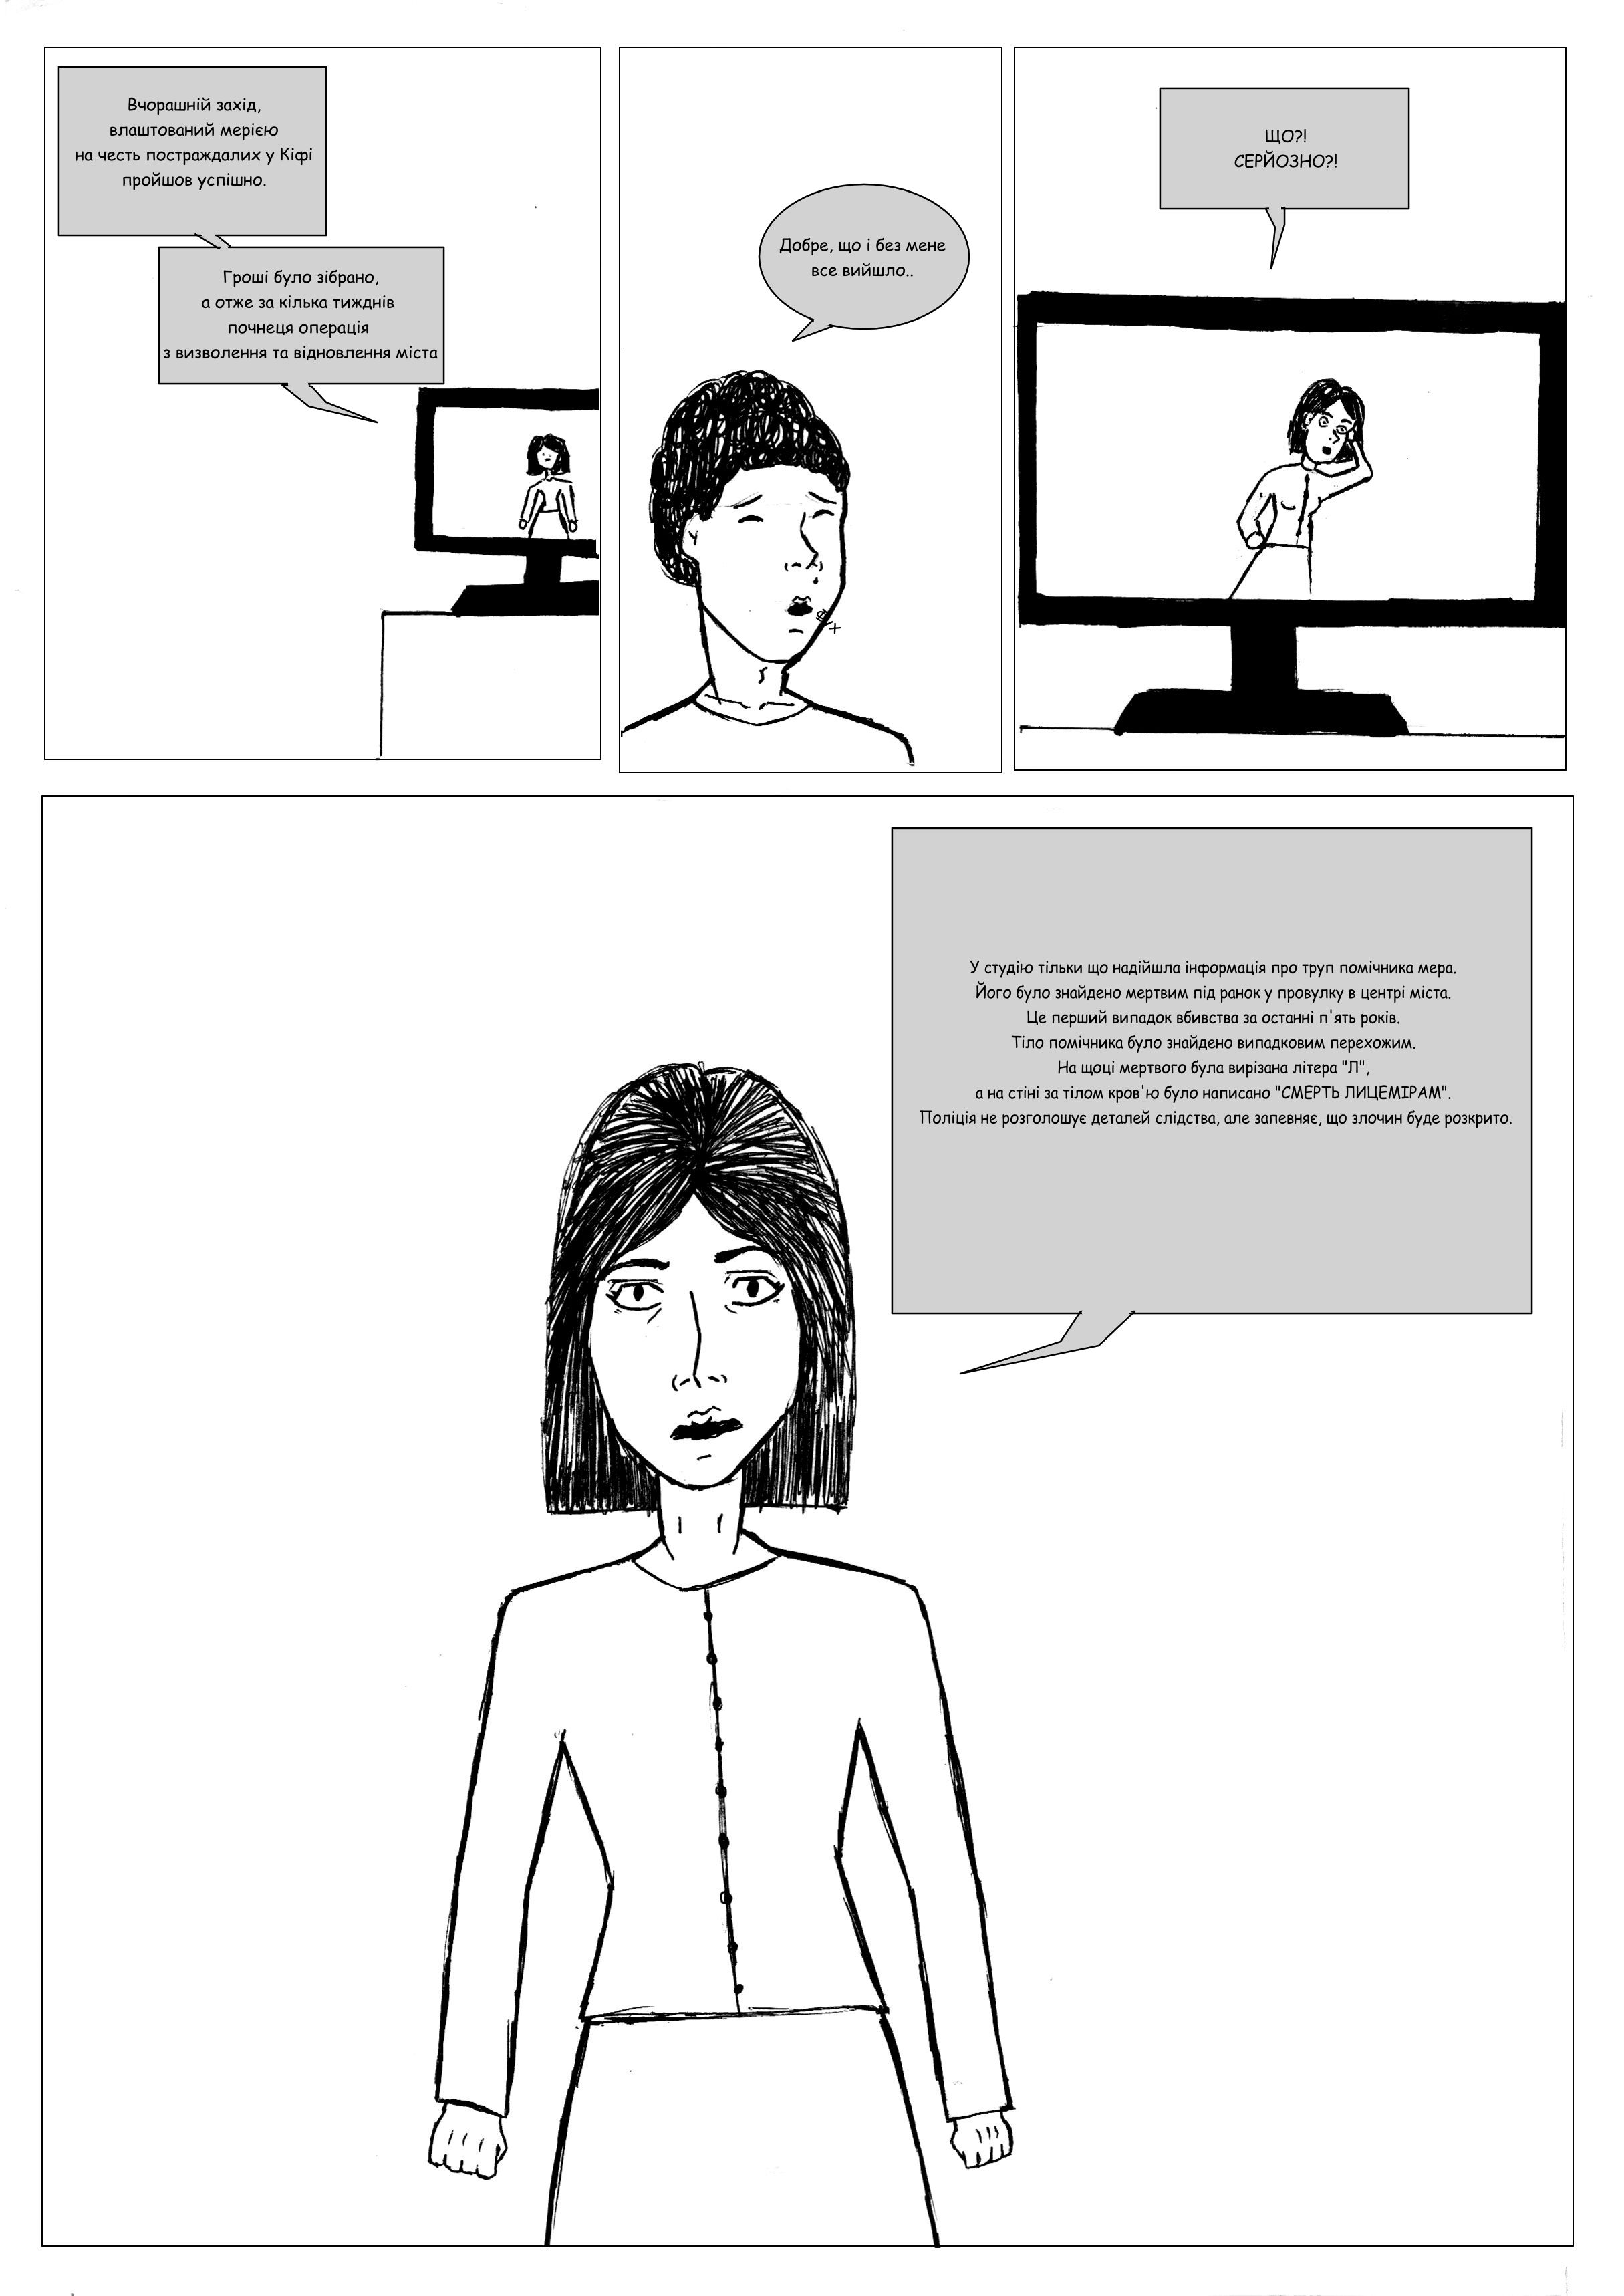 Вчорашній захід,
влаштований мерією
на честь постраждалих у Кіфі
пройшов успішно.
Гроші було зібрано,
а отже за кілька тижднів
почнеця операція
з визволення та відновлення міста
Добре, що і без мене
все вийшло..
ЩО?!
СЕРЙОЗНО?!
У студію тільки що надійшла інформація про труп помічника мера.
Його було знайдено мертвим під ранок у провулку в центрі міста.
Це перший випадок вбивства за останні п'ять років.
Тіло помічника було знайдено випадковим перехожим.
На щоці мертвого була вирізана літера "Л",
а на стіні за тілом кров'ю було написано "СМЕРТЬ ЛИЦЕМІРАМ".
Поліція не розголошує деталей слідства, але запевняє, що злочин буде розкрито.